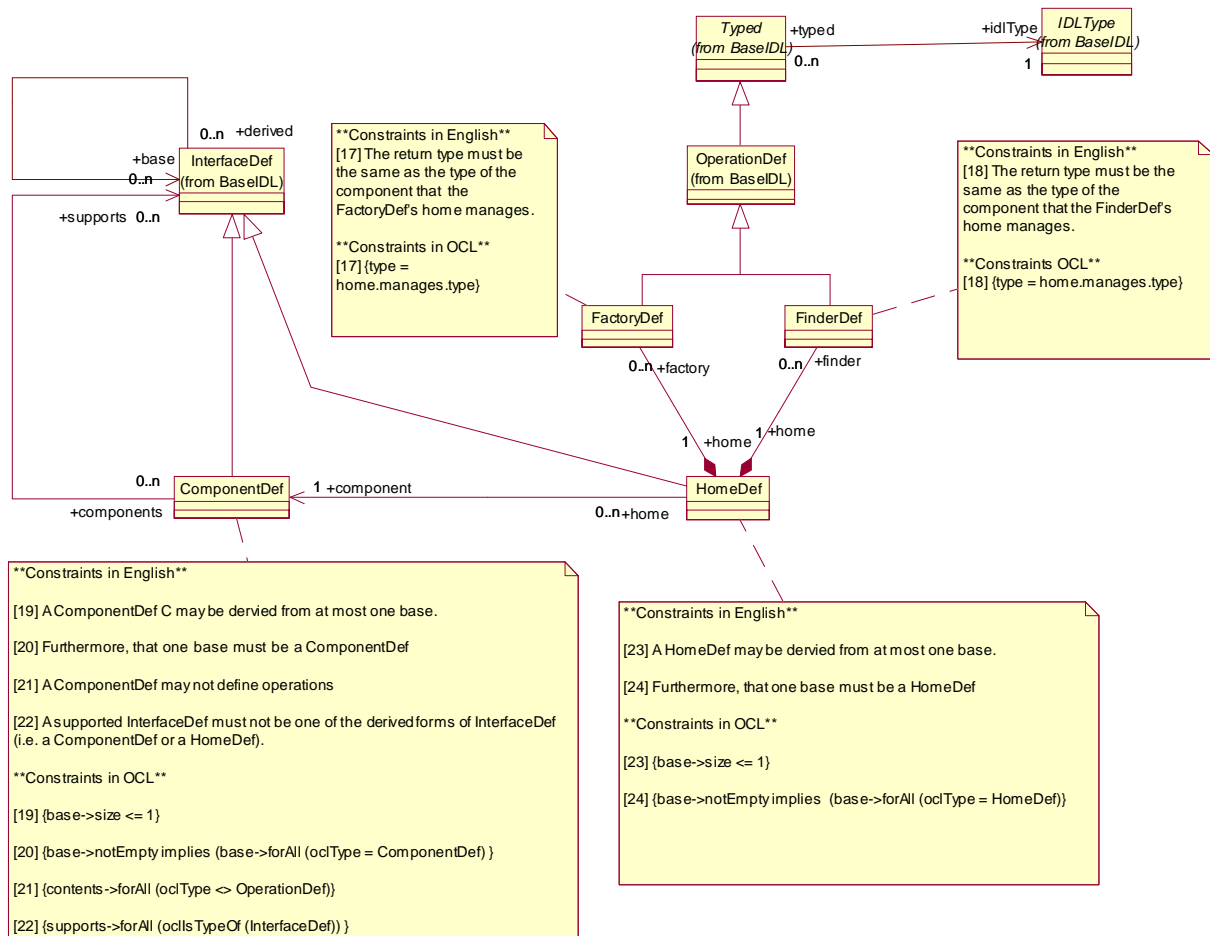 Typed
(from BaseIDL)
+typed
0..n
+idlType
1
IDLType
(from BaseIDL)
0..n +derived
+base
0..n
InterfaceDef
(from BaseIDL)
+supports 0..n
**Constraints in English**
[17] The return type must be
the same as the type of the
component that the
FactoryDef's home manages.
**Constraints in OCL**
[17] {type =
home.manages.type}
OperationDef
(from BaseIDL)
**Constraints in English**
[18] The return type must be the
same as the type of the
component that the FinderDef's
home manages.
**Constraints OCL**
[18] {type = home.manages.type}
FactoryDef
FinderDef
0..n +factory
0..n +finder
1 +home
1 +home
0..n
ComponentDef
+components
1 +component
0..n +home
HomeDef
**Constraints in English**
[19] A ComponentDef C may be dervied from at most one base.
[20] Furthermore, that one base must be a ComponentDef
[21] A ComponentDef may not define operations
[22] A supported InterfaceDef must not be one of the derived forms of InterfaceDef
(i.e. a ComponentDef or a HomeDef).
**Constraints in OCL**
[19] {base->size <= 1}
[20] {base->notEmpty implies (base->forAll (oclType = ComponentDef) }
[21] {contents->forAll (oclType <> OperationDef)}
[22] {supports->forAll (oclIsTypeOf (InterfaceDef)) }
**Constraints in English**
[23] A HomeDef may be dervied from at most one base.
[24] Furthermore, that one base must be a HomeDef
**Constraints in OCL**
[23] {base->size <= 1}
[24] {base->notEmpty implies (base->forAll (oclType = HomeDef)}